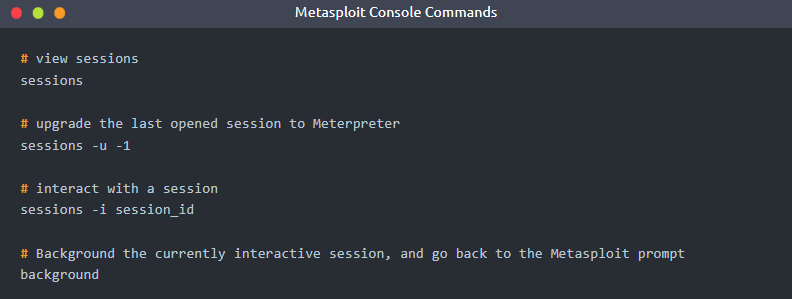 Metasploit Console Commands
# view sessions
sessions
# upgrade the last opened session to Meterpreter
sessions -u -1
# interact with a session
sessions -i session_id
# Background the currently interactive session, and go back to the Metasploit prompt
background